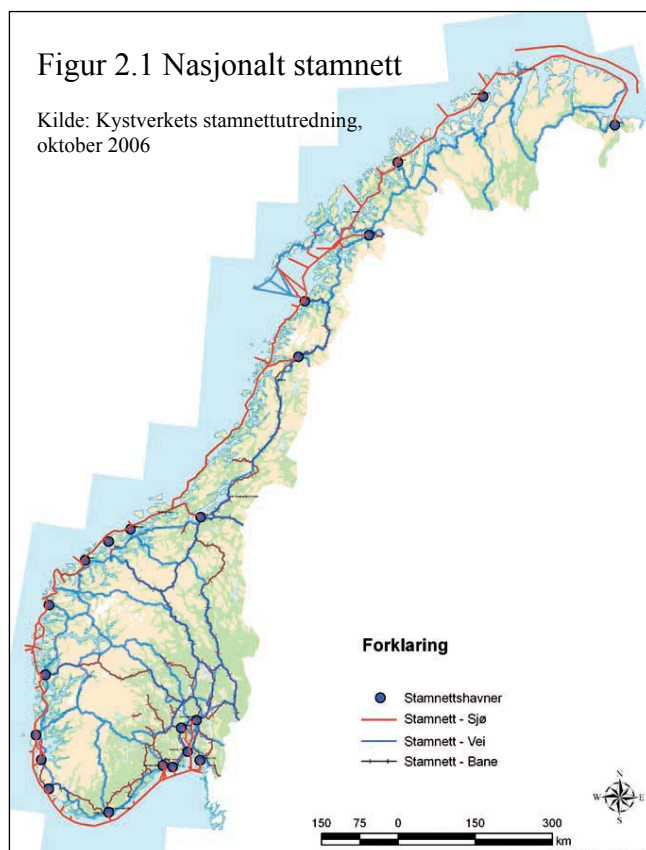 Figur 2.1 Nasjonalt stamnett
Kilde: Kystverkets stamnettutredning,
oktober 2006
Forklaring
Stamnettshavner
Stamnett - Sjø
Stamnett - Vei
Stamnett - Bane
N
W E
S
150 75 0 150 300
km